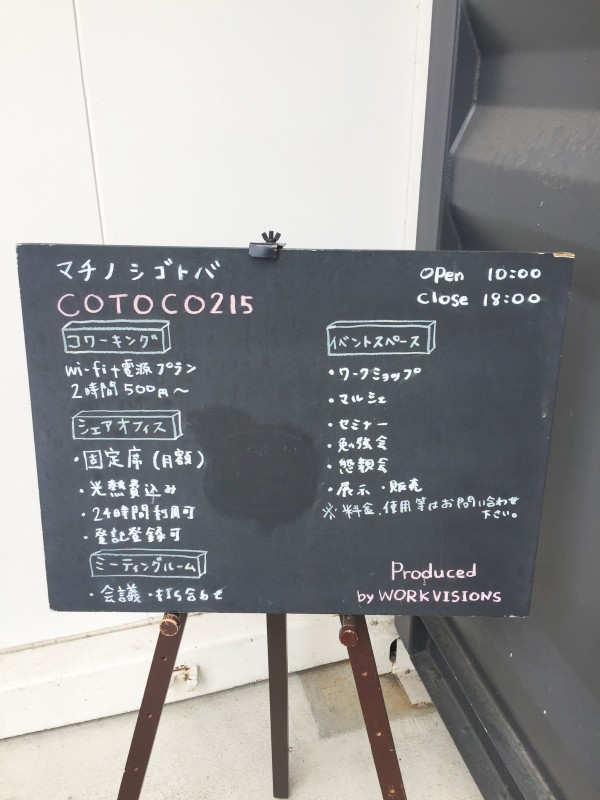 マチノシゴトバ
COTOCO215
Open 10:00
Close 18:00
コワーキング
Wi-fi+電源プラン
2時間500円〜
シェアオフィス
・固定席(月額)
・光熱費込み
・24時間利用可
・登記登録可
ミーティングルーム
・会議・打ち合わせ
イベントスペース
・ワークショップ
・マルシェ
・セミナー
・勉強会
・懇親会
・展示・販売
※料金、使用等はお問い合わせ
下さい。
Produced
by WORKVISIONS